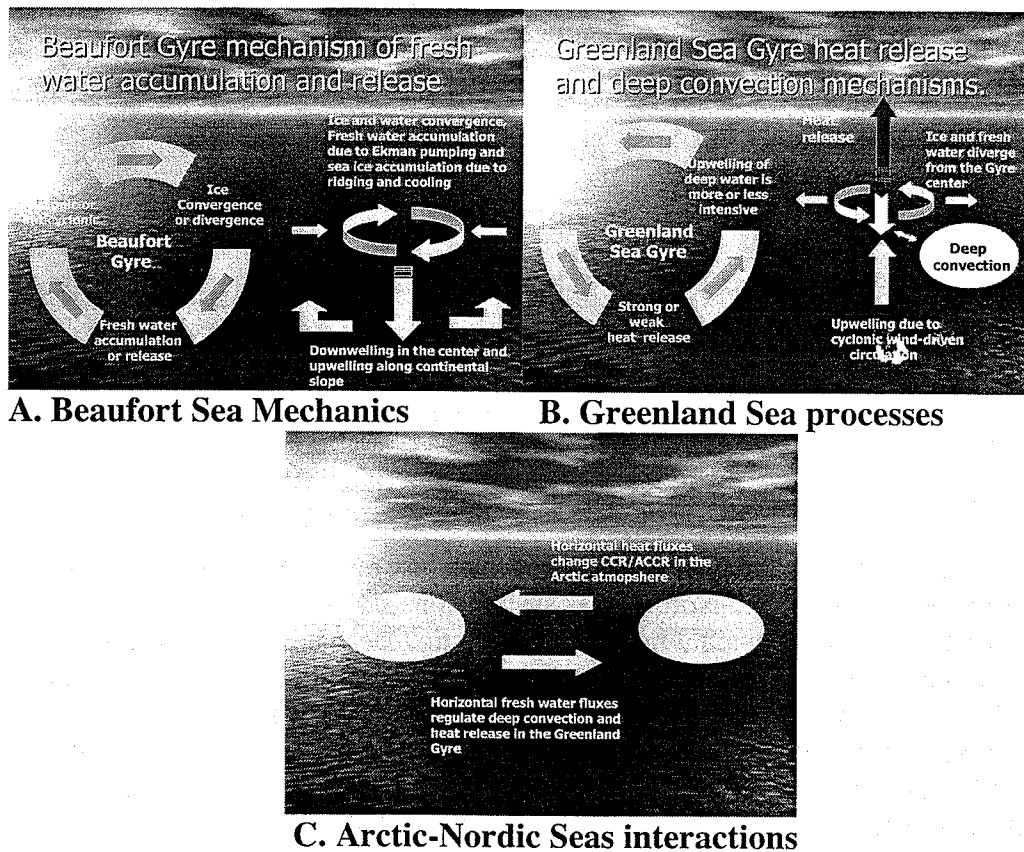 Beaufort Gyre mechanism of fresh
water accumulation and release
Ice and water convergence.
Fresh water accumulation
due to Ekman pumping and
sea ice accumulation due to
ridging and cooling
Ice
Convergence
or divergence
Beaufort
Gyre
Fresh water
accumulation
or release
Downwelling in the center and
upwelling along continental
slope
A. Beaufort Sea Mechanics
Greenland Sea Gyre heat release
and deep convection mechanisms.
Heat
release
Ice and fresh
water diverge
from the Gyre
center
Upwelling of
deep water is
more or less
intensive
Greenland
Sea Gyre
Deep
convection
Strong or
weak
heat release
Upwelling due to
cyclonic wind-driven
circulation
B. Greenland Sea processes
Horizontal heat fluxes
change CCR/ACCR in the
Arctic atmopshere
Horizontal fresh water fluxes
regulate deep convection and
heat release in the Greenland
Gyre
C. Arctic-Nordic Seas interactions